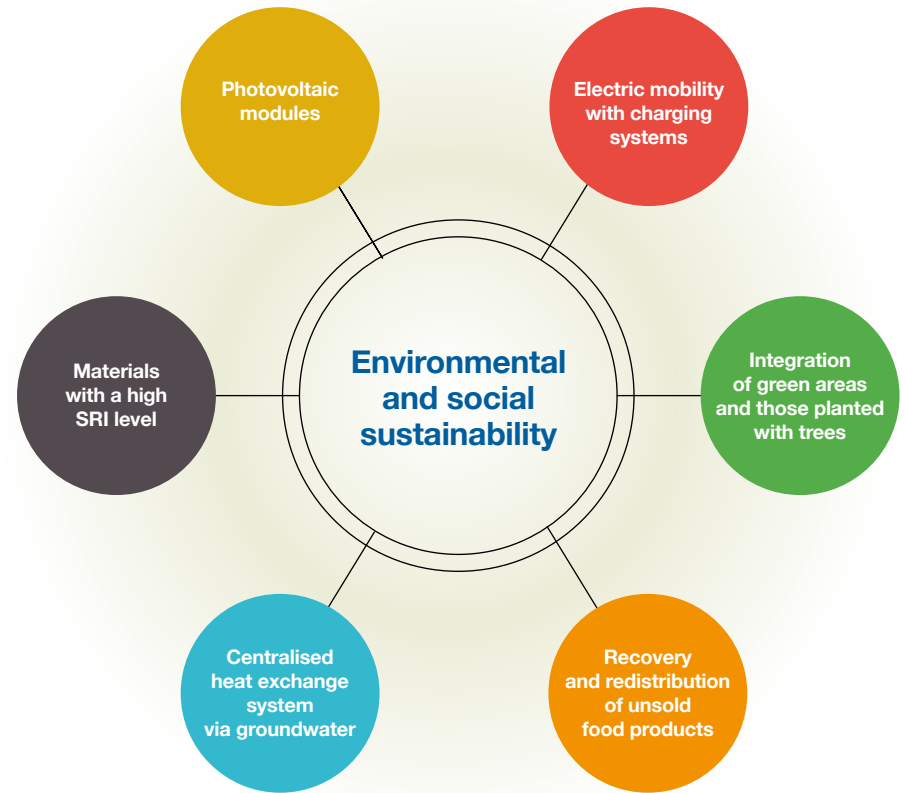 Photovoltaic
modules
Electric mobility
with charging
systems
Materials
with a high
SRI level
Environmental
and social
sustainability
Integration
of green areas
and those planted
with trees
Centralised
heat exchange
system
via groundwater
Recovery
and redistribution
of unsold
food products